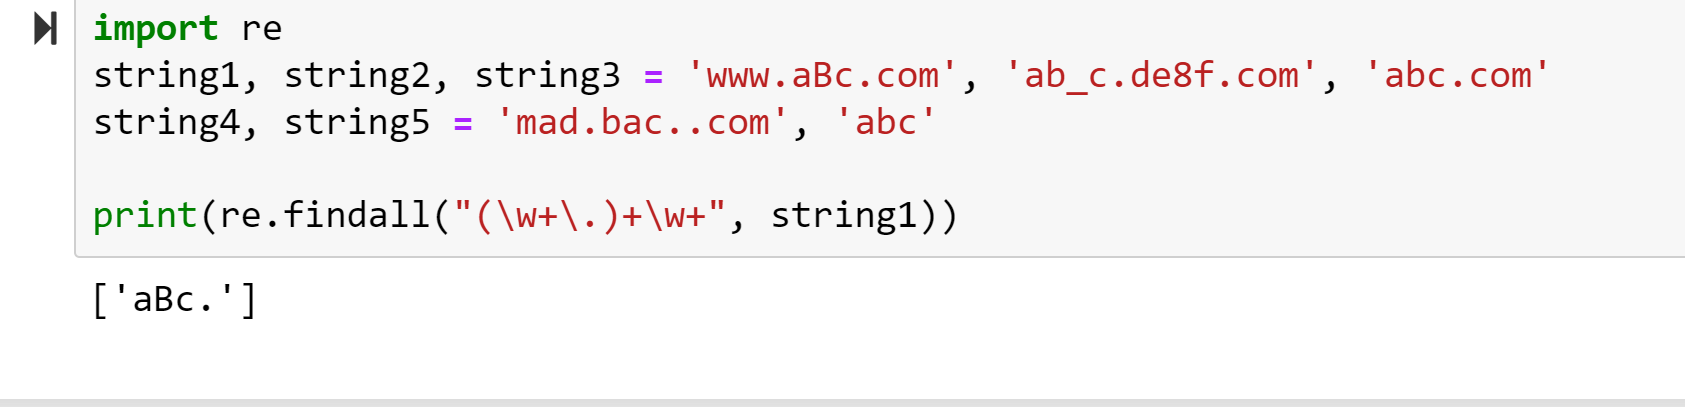 import re
string1, string2, string3 = 'www.aBc.com', 'ab_c.de8f.com', 'abc.com'
string4, string5 = 'mad.bac..com', 'abc'
print(re.findall("(\w+\.)+\w+", string1))
['aBc.']